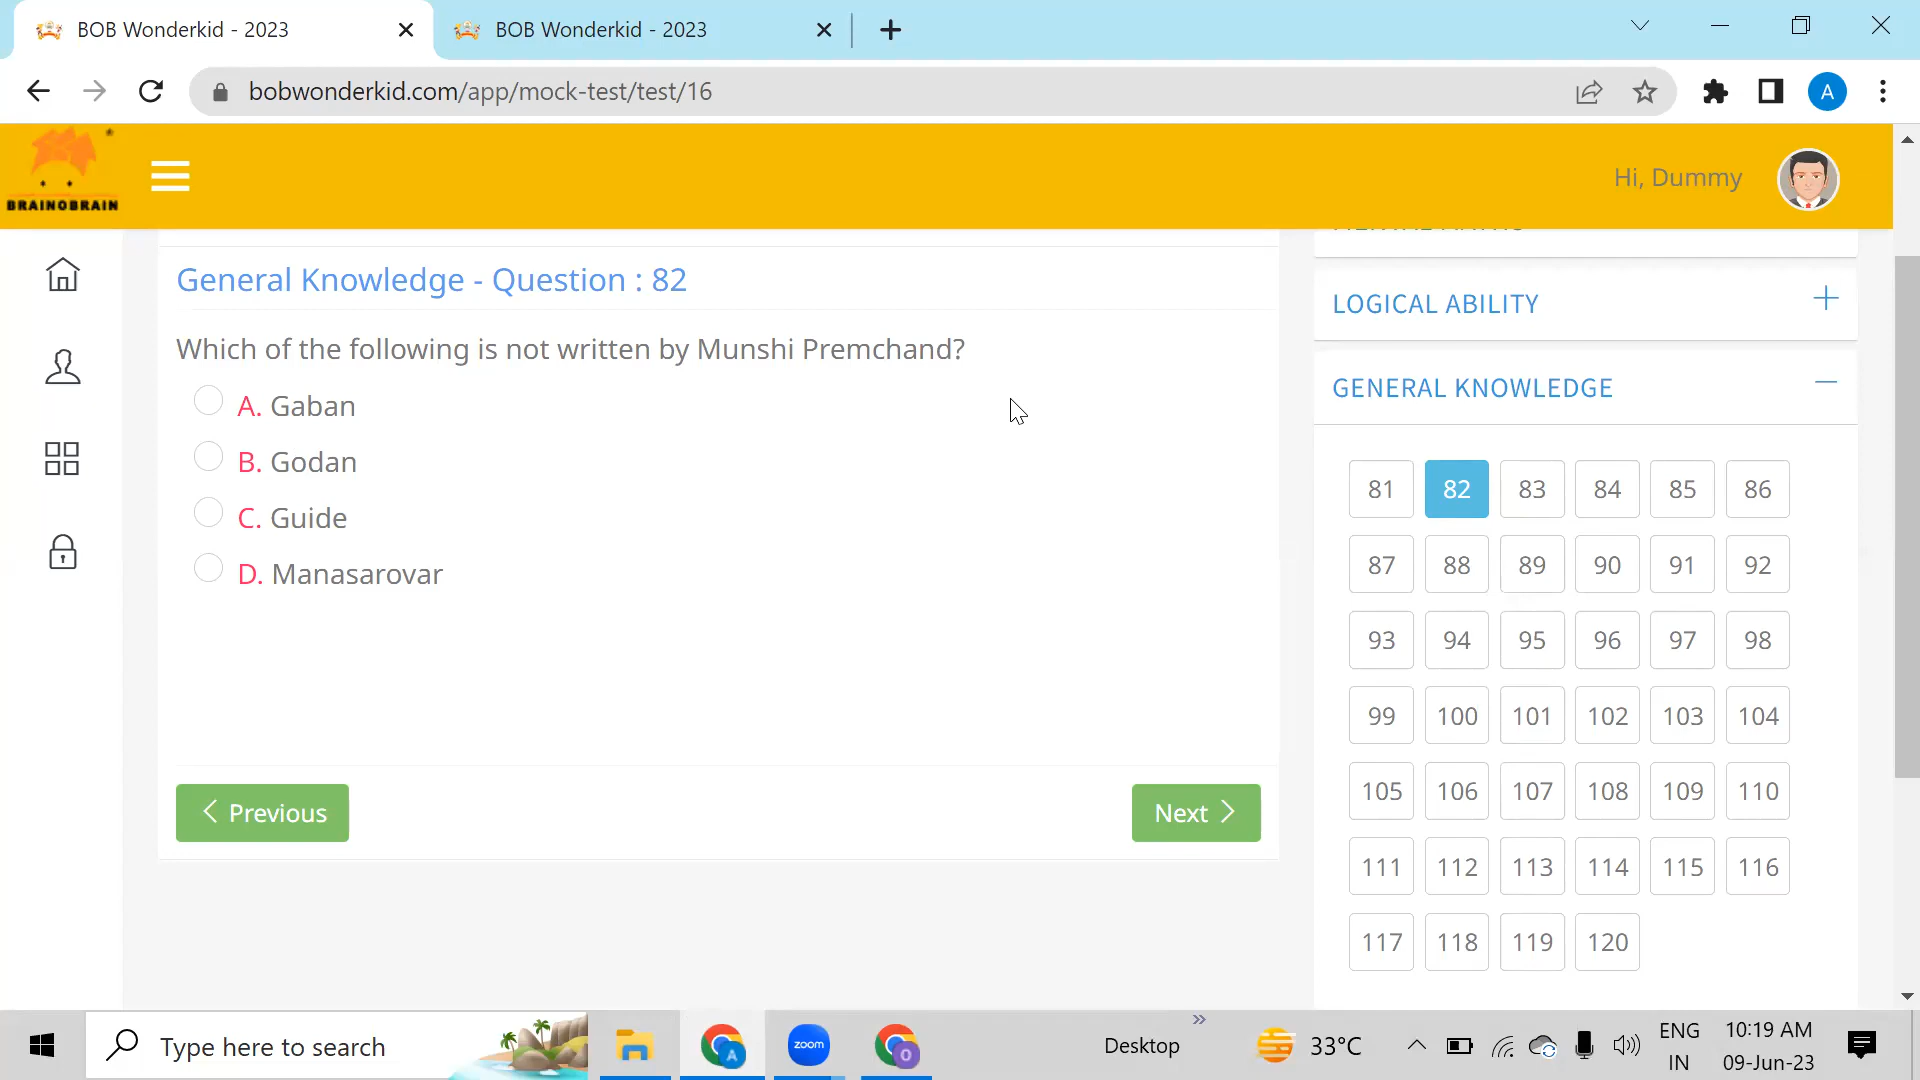 BOB Wonderkid - 2023
BOB Wonderkid - 2023
bobwonderkid.com/app/mock-test/test/16
A
BRAINOBRAIN
Hi, Dummy
General Knowledge - Question : 82
Which of the following is not written by Munshi Premchand?
A. Gaban
B. Godan
C. Guide
D. Manasarovar
Previous
Next
LOGICAL ABILITY
GENERAL KNOWLEDGE
81 82 83 84 85 86
87 88 89 90 91 92
93 94 95 96 97 98
99 100 101 102 103 104
105 106 107 108 109 110
111 112 113 114 115 116
117 118 119 120
Type here to search
A
zoom
O
Desktop
33°C
ENG
IN
10:19 AM
09-Jun-23